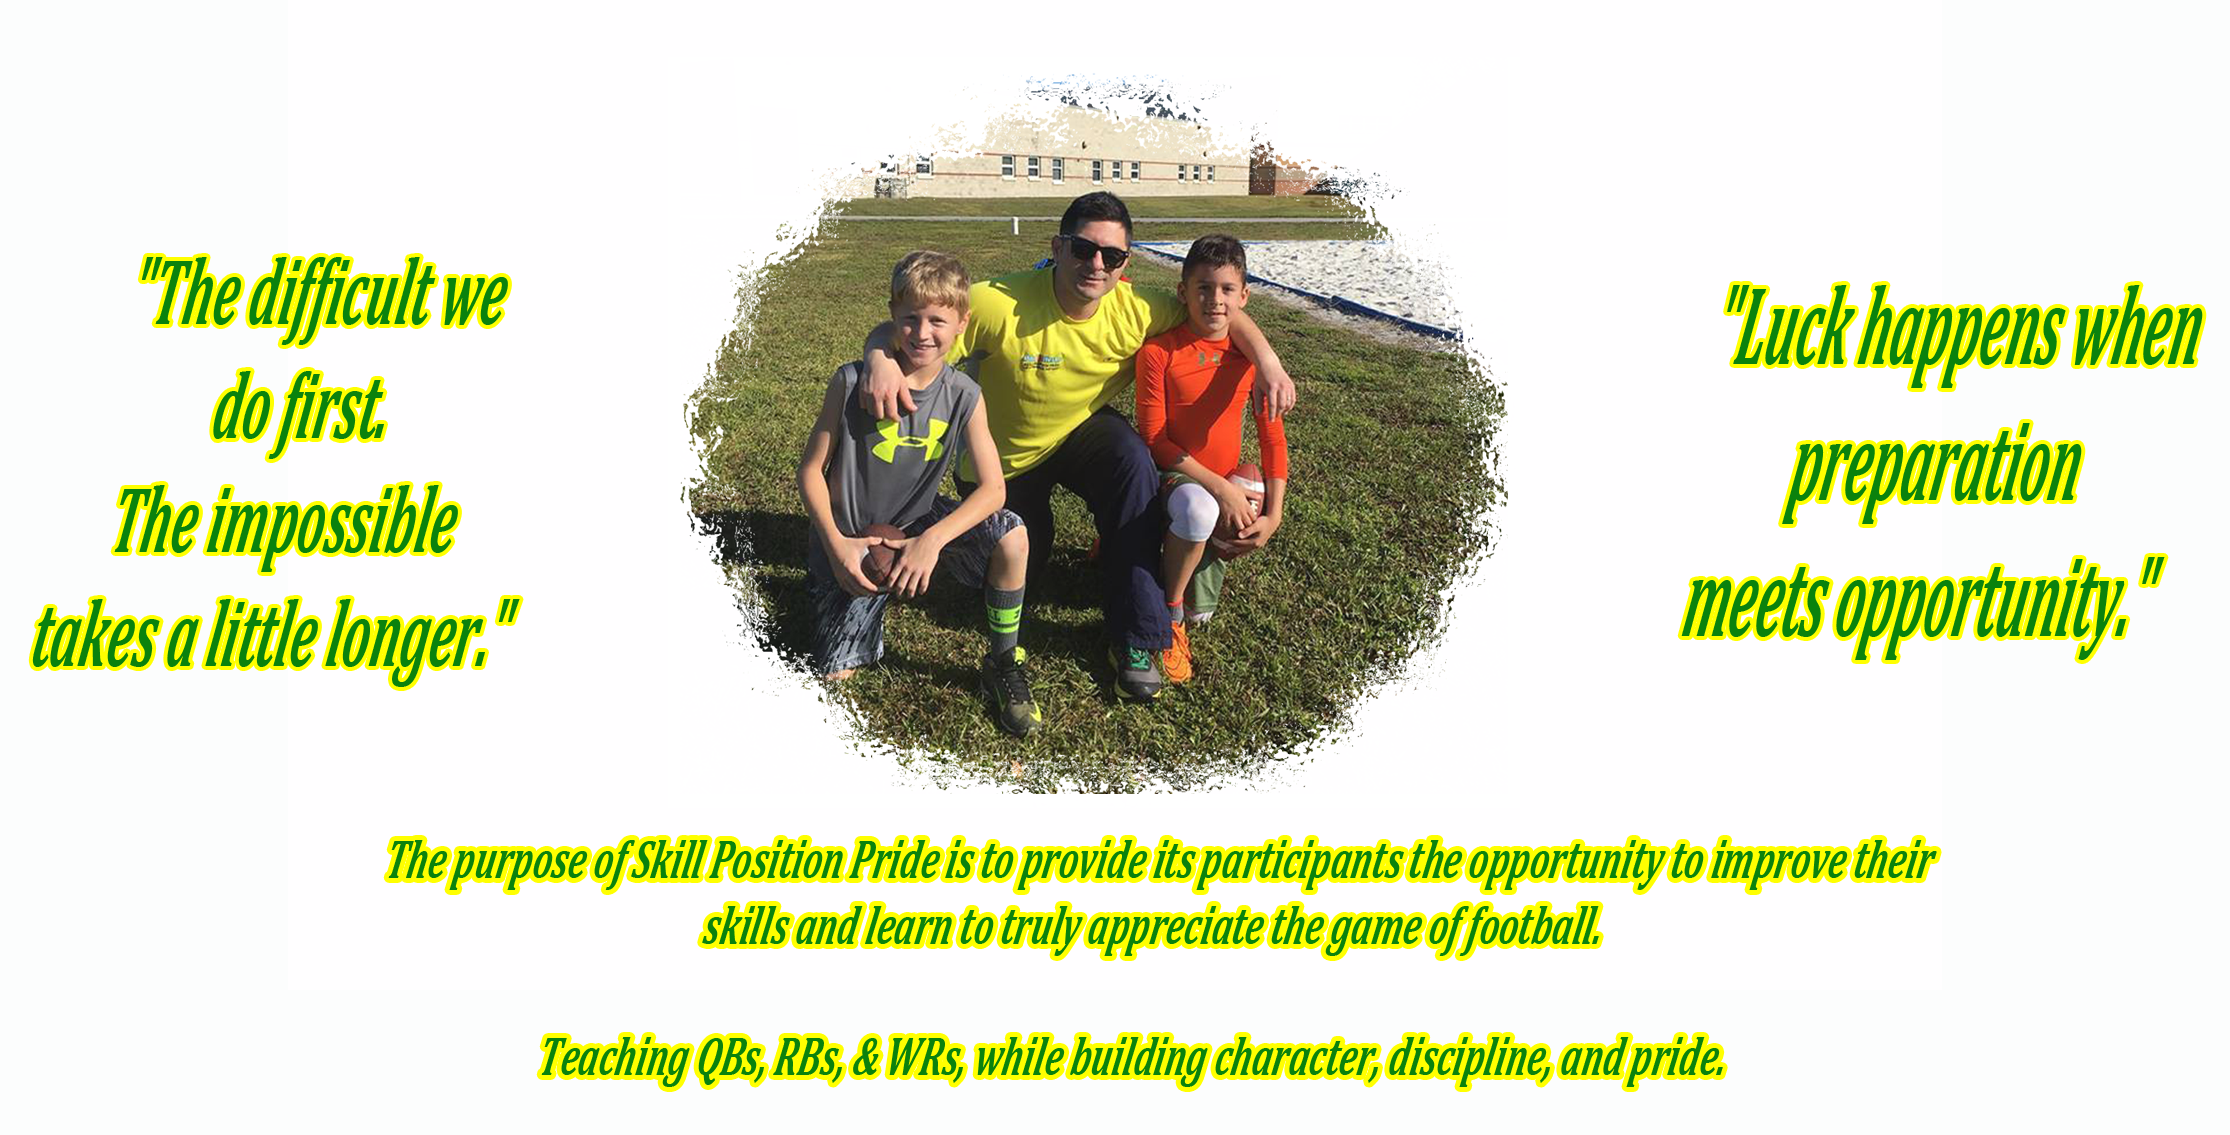 "The difficult we
do first.
The impossible
takes a little longer."
"Luck happens when
preparation
meets opportunity."
The purpose of Skill Position Pride is to provide its participants the opportunity to improve their
skills and learn to truly appreciate the game of football.
Teaching QBs, RBs, & WRs, while building character, discipline, and pride.